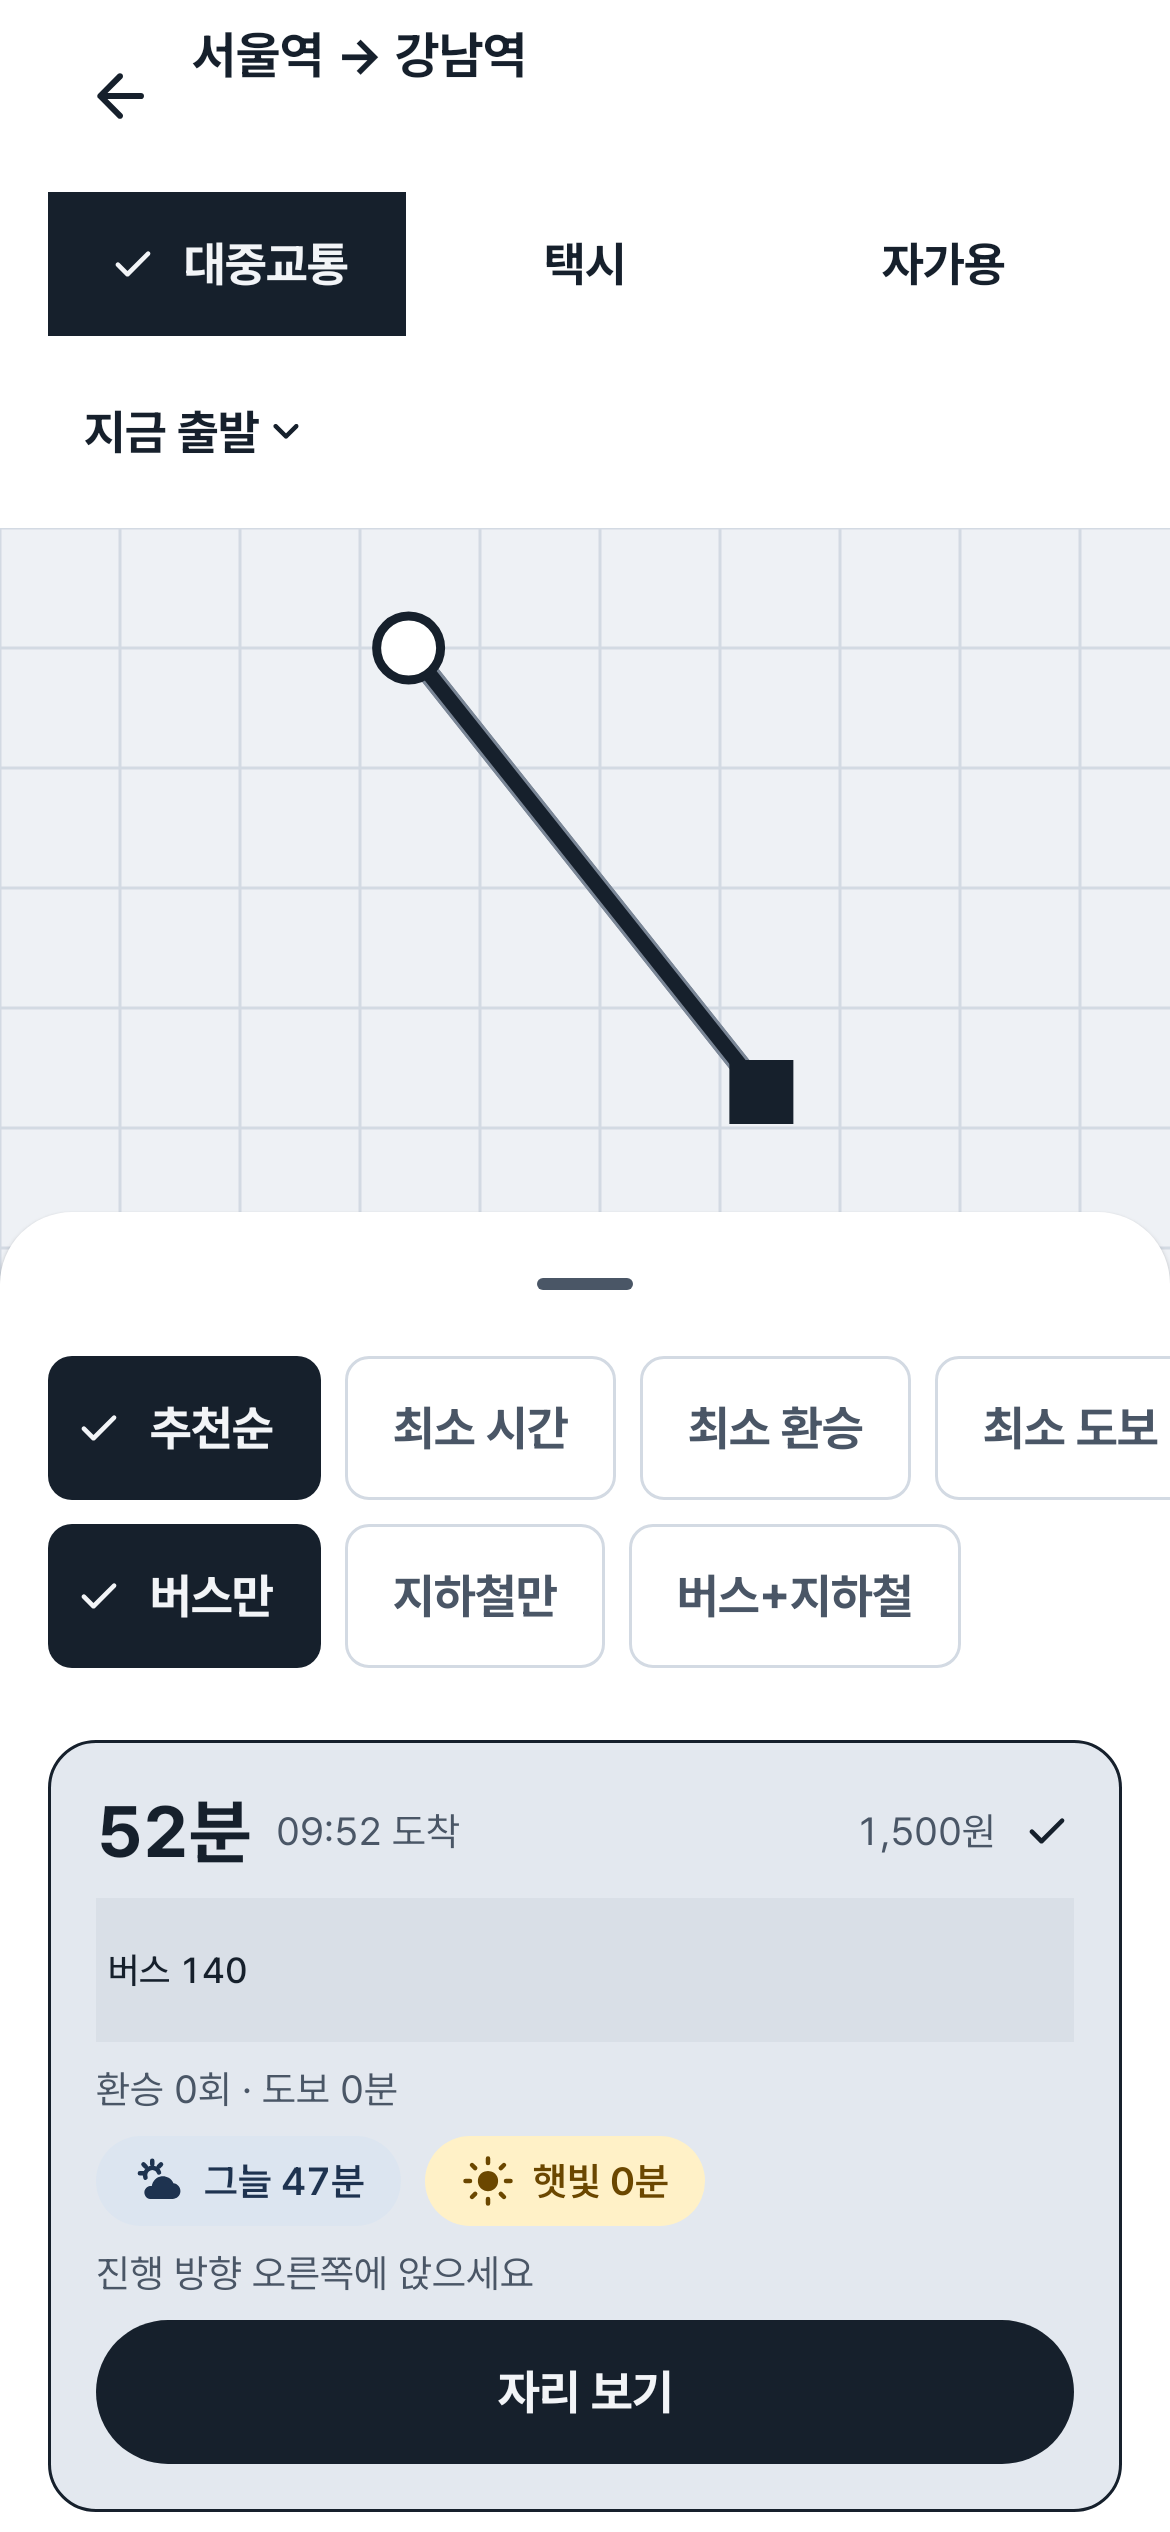 서울역 → 강남역
대중교통 택시 자가용
지금 출발
추천순 최소 시간 최소 환승 최소 도보
버스만 지하철만 버스+지하철
52분 09:52 도착 1,500원
버스 140
환승 0회 · 도보 0분
그늘 47분 햇빛 0분
진행 방향 오른쪽에 앉으세요
자리 보기